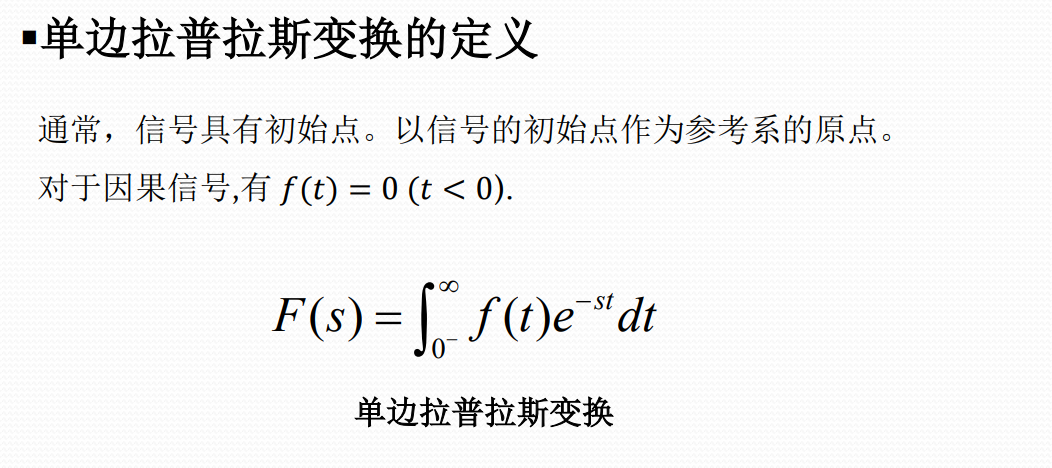 ▪单边拉普拉斯变换的定义
通常，信号具有初始点。以信号的初始点作为参考系的原点。
对于因果信号,有 f(t) = 0 (t < 0).
F(s) = ∫_{0⁻}^{∞} f(t)e^{-st}dt
单边拉普拉斯变换